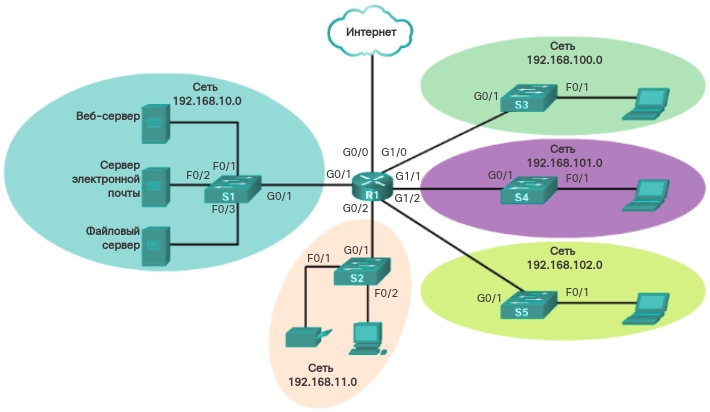 Интернет
Сеть
192.168.10.0
Веб-сервер
Сервер
электронной
почты
Файловый
сервер
F0/1
F0/2
F0/3
S1
G0/1
G0/1
G0/0
G1/0
G1/1
G1/2
R1
G0/2
G0/1
S2
F0/1
F0/2
Сеть
192.168.11.0
Сеть
192.168.100.0
G0/1
S3
F0/1
Сеть
192.168.101.0
G0/1
S4
F0/1
Сеть
192.168.102.0
G0/1
S5
F0/1